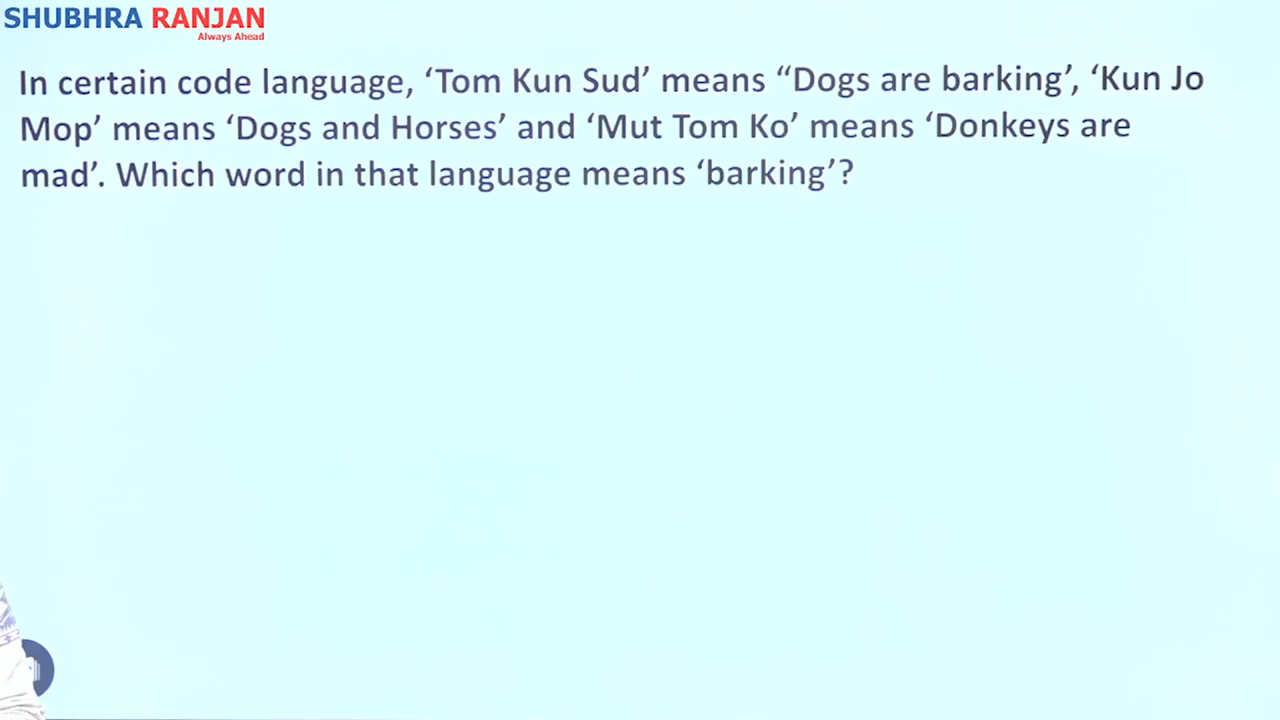 SHUBHRA RANJAN
Always Ahead
In certain code language, ‘Tom Kun Sud’ means “Dogs are barking’, ‘Kun Jo
Mop’ means ‘Dogs and Horses’ and ‘Mut Tom Ko’ means ‘Donkeys are
mad’. Which word in that language means ‘barking’?